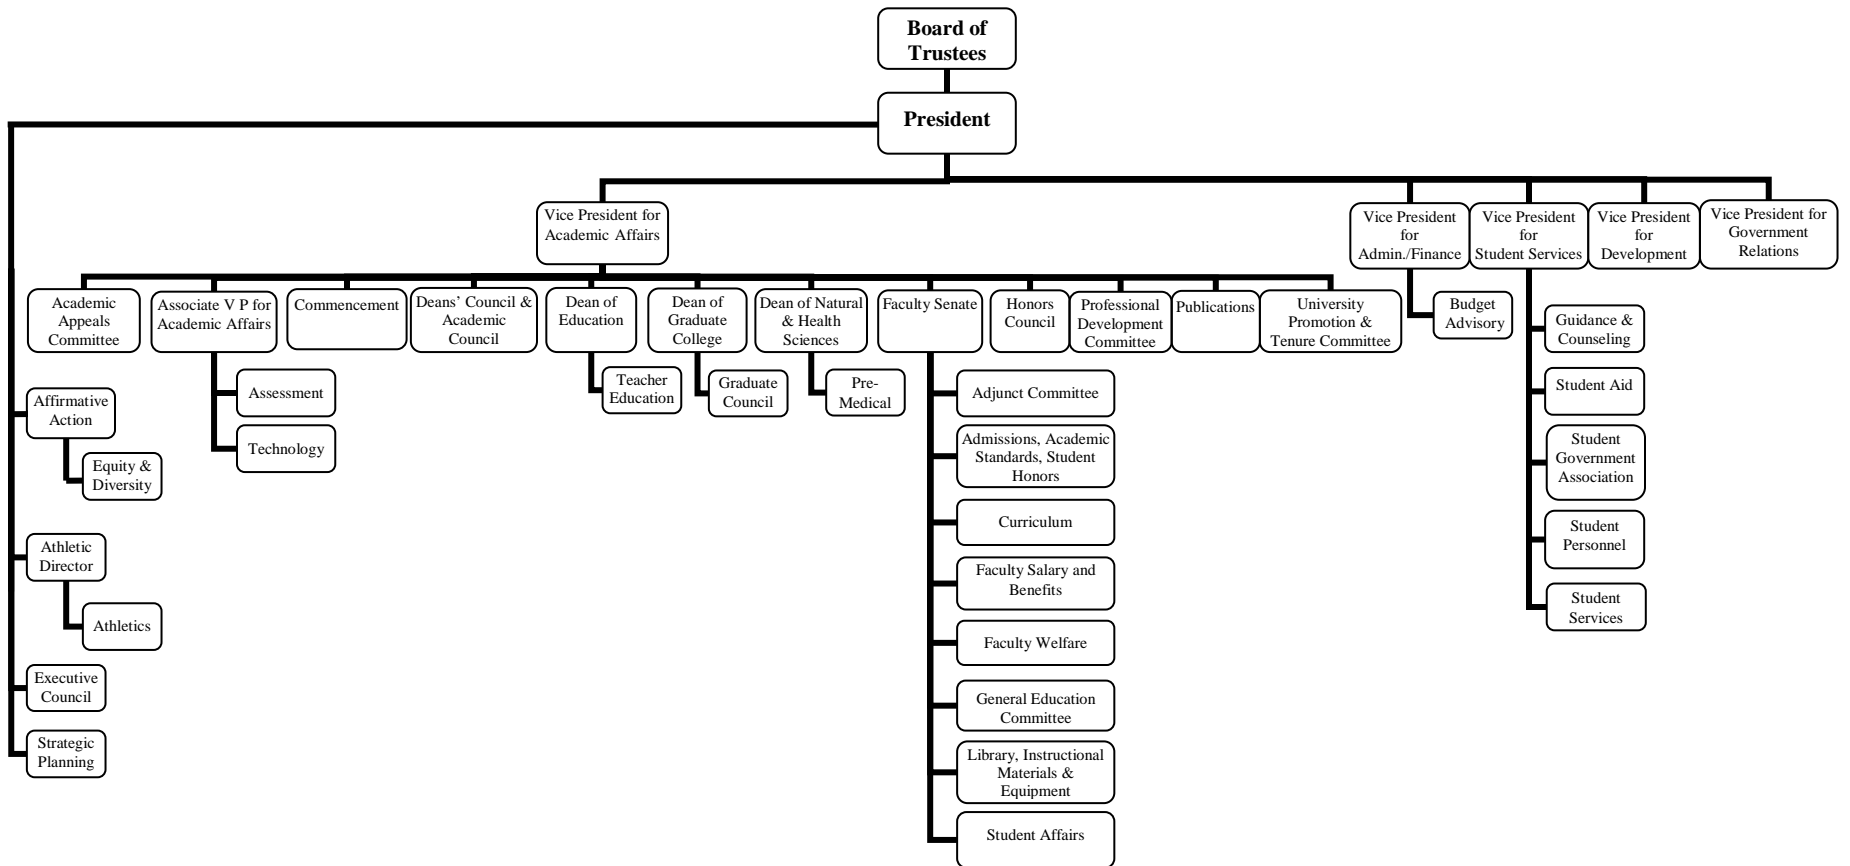 Board of
Trustees
President
Vice President for
Academic Affairs
Vice President
for
Admin./Finance
Vice President
for
Student Services
Vice President
for
Development
Vice President for
Government
Relations
Academic
Appeals
Committee
Associate V P for
Academic Affairs
Commencement
Deans’ Council &
Academic
Council
Dean of
Education
Dean of
Graduate
College
Dean of Natural
& Health
Sciences
Faculty Senate
Honors
Council
Professional
Development
Committee
Publications
University
Promotion &
Tenure Committee
Budget
Advisory
Guidance &
Counseling
Student Aid
Student
Government
Association
Student
Personnel
Student
Services
Affirmative
Action
Equity &
Diversity
Athletic
Director
Athletics
Executive
Council
Strategic
Planning
Assessment
Technology
Teacher
Education
Graduate
Council
Pre-
Medical
Adjunct Committee
Admissions, Academic
Standards, Student
Honors
Curriculum
Faculty Salary and
Benefits
Faculty Welfare
General Education
Committee
Library, Instructional
Materials &
Equipment
Student Affairs